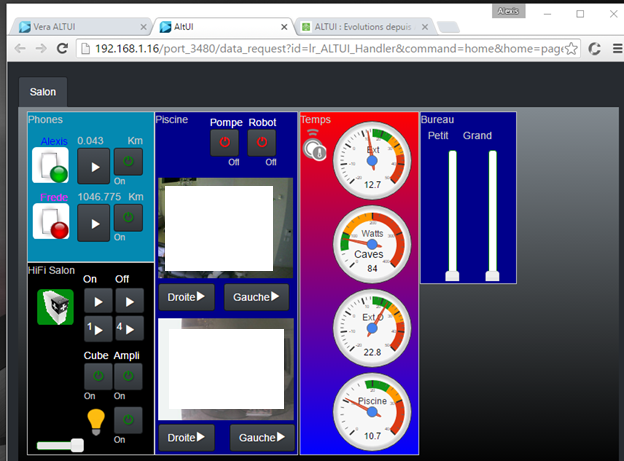 Alexis
Vera ALTUI
AltUI
ALTUI : Evolutions depuis
192.168.1.16/port_3480/data_request?id=lr_ALTUI_Handler&command=home&home=page
Salon
Phones
Alexis 0.043 Km
On
1046.775 Km
On
HiFi Salon
On Off
1 4
Cube Ampli
On On
On
Piscine
Pompe Robot
Off Off
Droite Gauche
Droite Gauche
Temps
Ext
12.7
Watts
Caves
84
Ext
22.8
Piscine
10.7
Bureau
Petit Grand